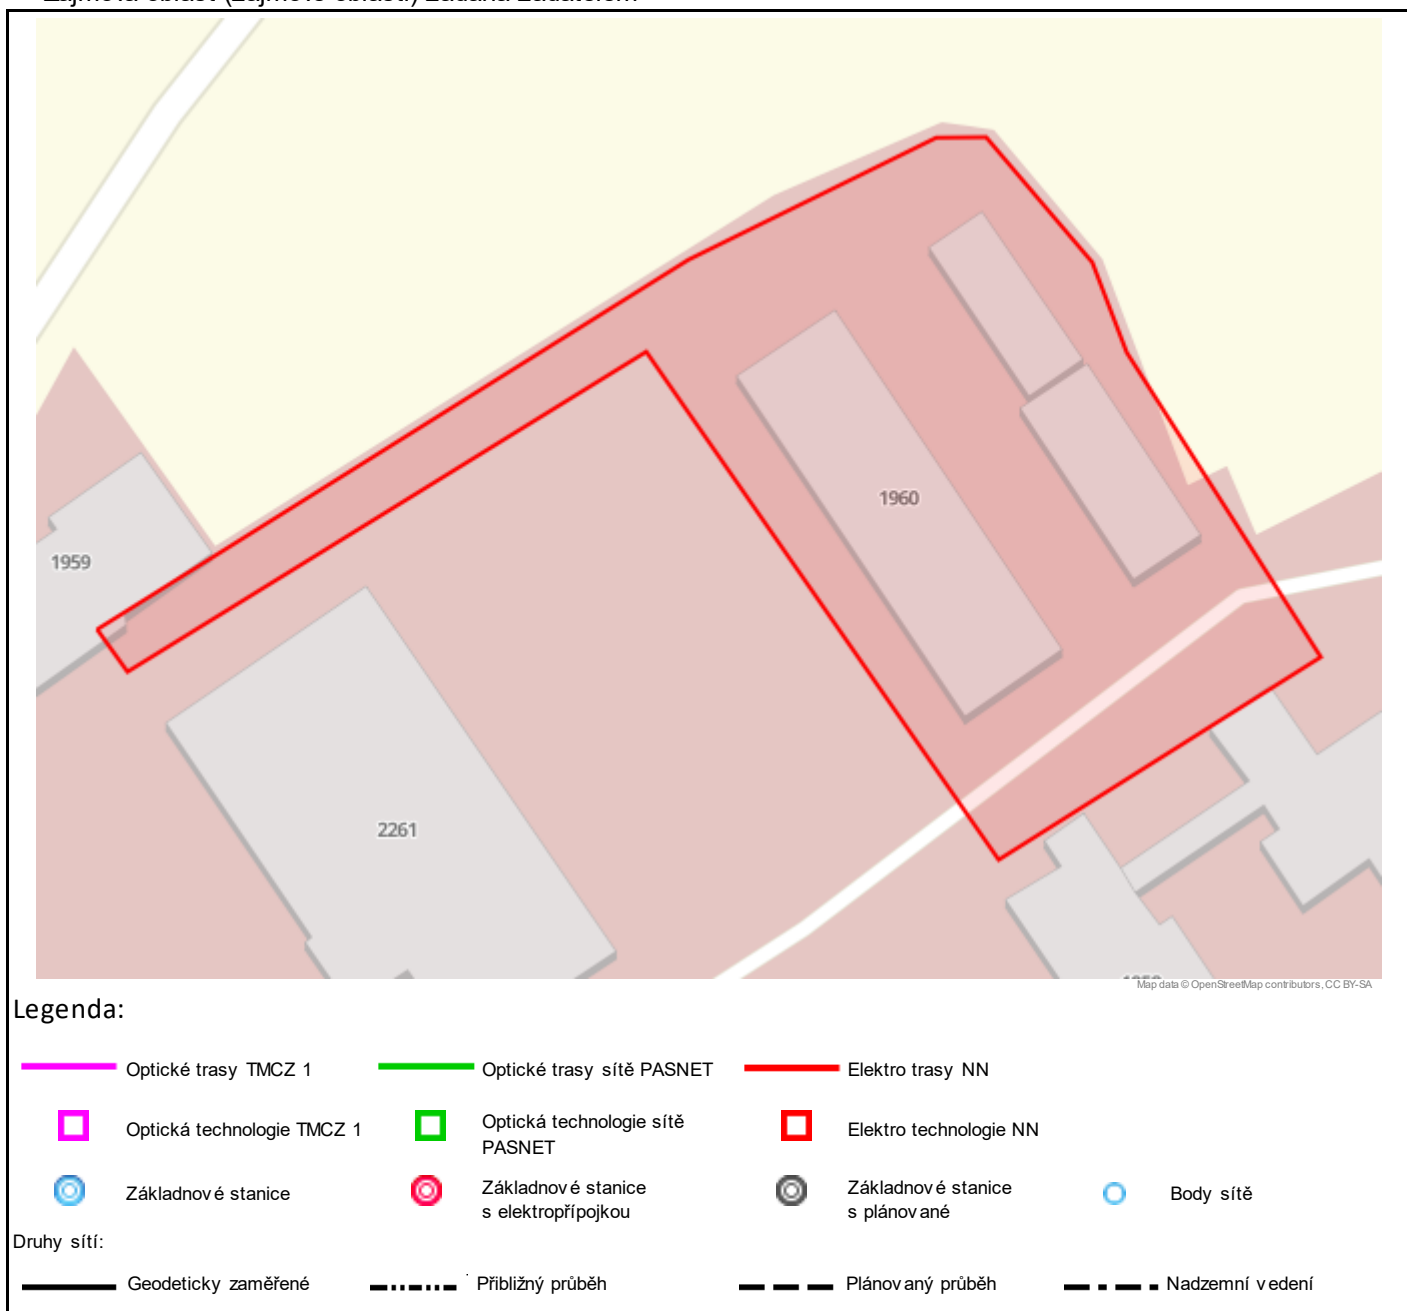 1960
1959
2261
Map data © OpenStreetMap contributors, CC BY-SA
Legenda:
Optické trasy TMCZ 1
Optické trasy sítě PASNET
Elektro trasy NN
Optická technologie TMCZ 1
Optická technologie sítě
PASNET
Elektro technologie NN
Základnové stanice
Základnové stanice
s elektropřípojkou
Základnové stanice
s plánované
Body sítě
Druhy sítí:
Geodeticky zaměřené
Přibližný průběh
Plánovaný průběh
Nadzemní vedení